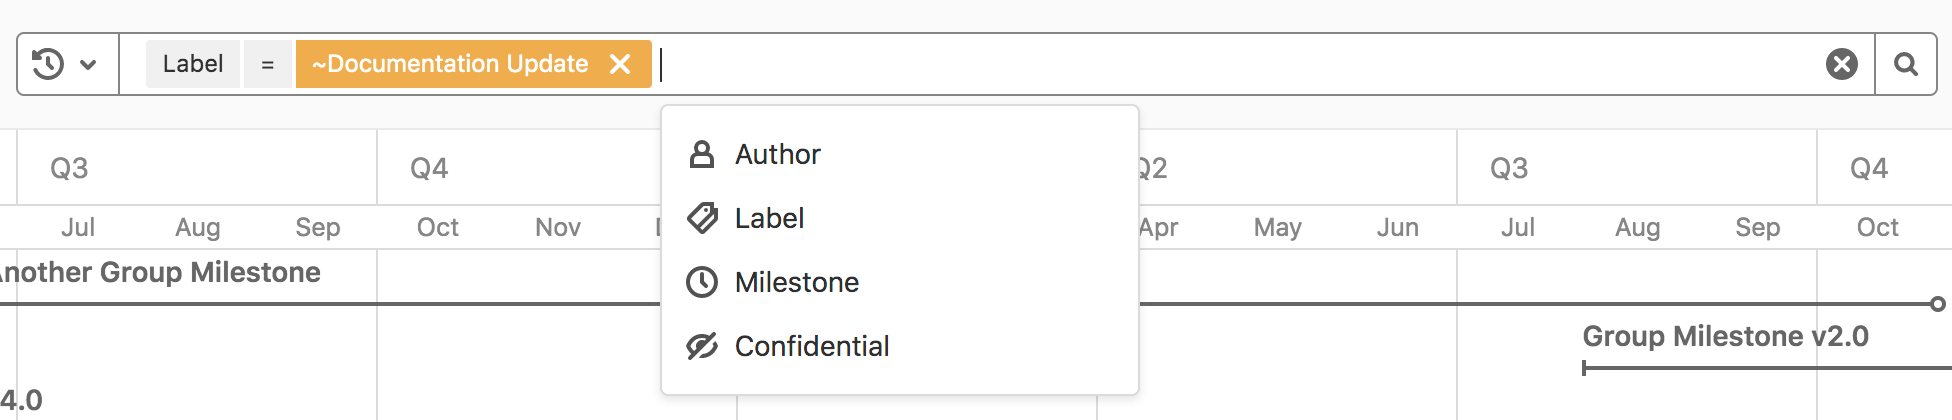 Label = ~Documentation Update
Author
Label
Milestone
Confidential
Q3 Q4 Q2 Q3 Q4
Jul Aug Sep Oct Nov Apr May Jun Jul Aug Sep Oct
nother Group Milestone
Group Milestone v2.0
4.0